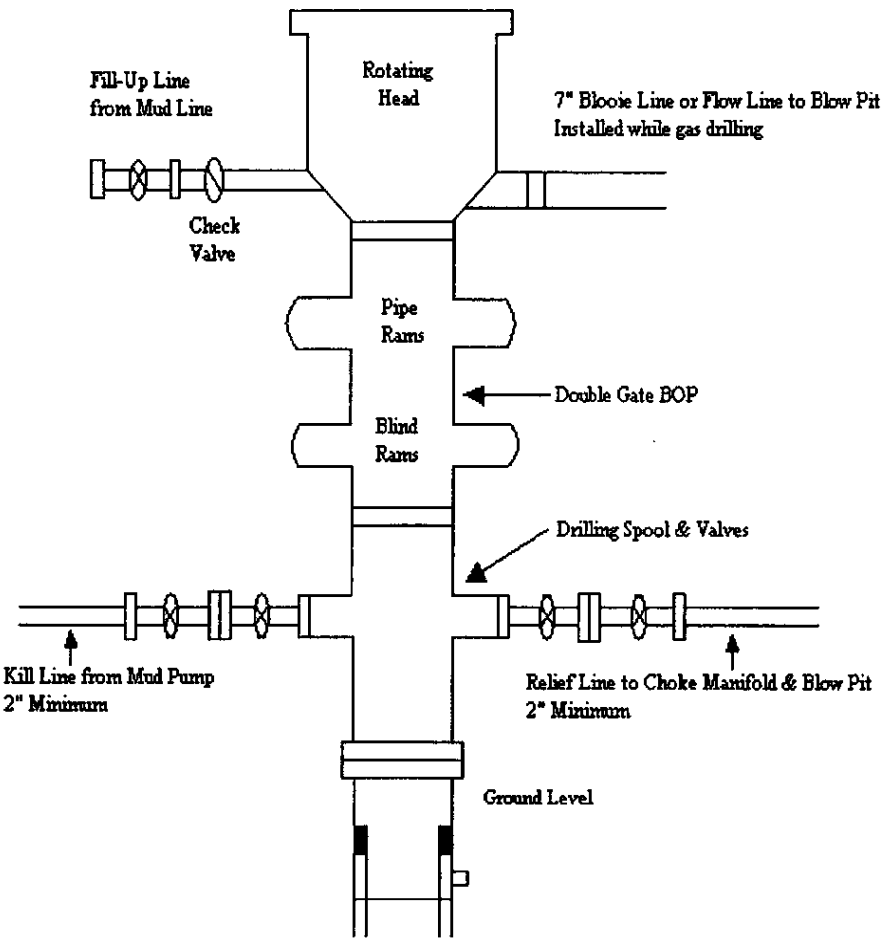 Rotating
Head
Fill-Up Line
from Mud Line
7" Blooie Line or Flow Line to Blow Pit
Installed while gas drilling
Check
Valve
Pipe
Rams
Double Gate BOP
Blind
Rams
Drilling Spool & Valves
Kill Line from Mud Pump
2" Minimum
Relief Line to Choke Manifold & Blow Pit
2" Minimum
Ground Level